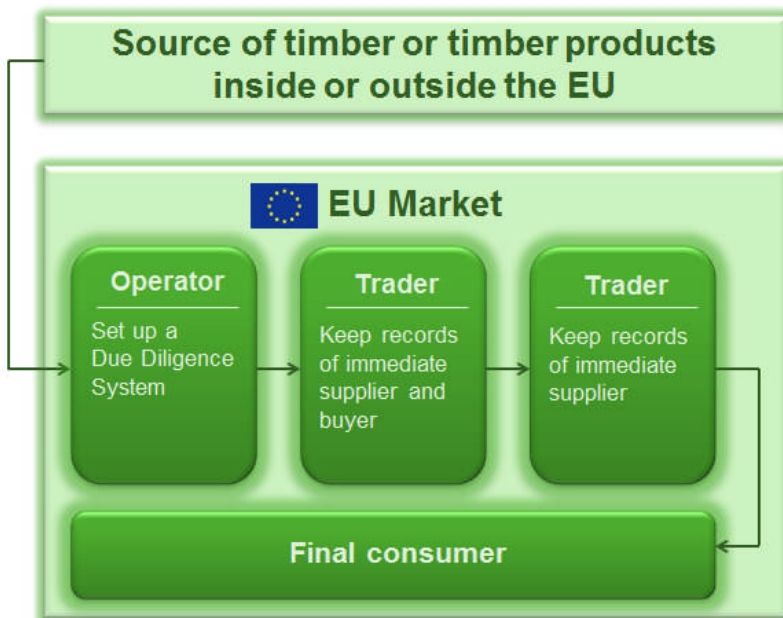 Source of timber or timber products
inside or outside the EU
EU Market
Operator
Set up a
Due Diligence
System
Trader
Keep records
of immediate
supplier and
buyer
Trader
Keep records
of immediate
supplier
Final consumer